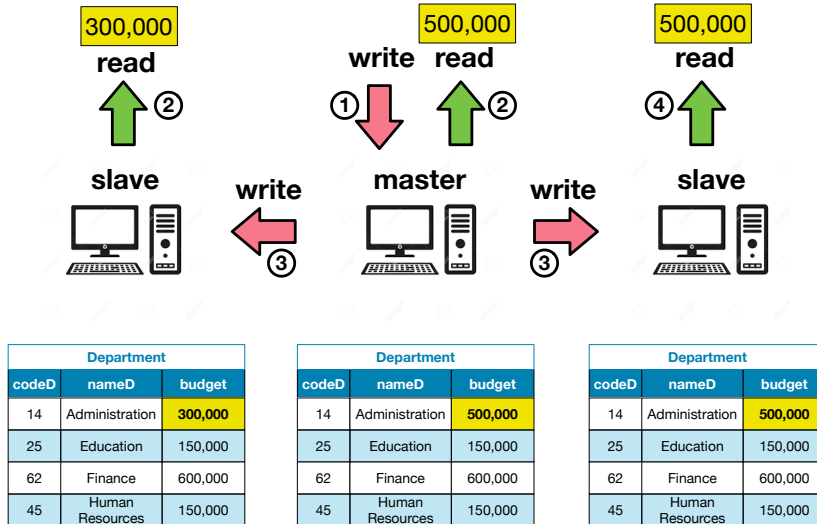 300,000
500,000
500,000
read
write read
read
2
1
2
4
slave
master
slave
write
write
3
3
Department
codeD nameD budget
14 Administration 300,000
25 Education 150,000
62 Finance 600,000
45 Human Resources 150,000
Department
codeD nameD budget
14 Administration 500,000
25 Education 150,000
62 Finance 600,000
45 Human Resources 150,000
Department
codeD nameD budget
14 Administration 500,000
25 Education 150,000
62 Finance 600,000
45 Human Resources 150,000